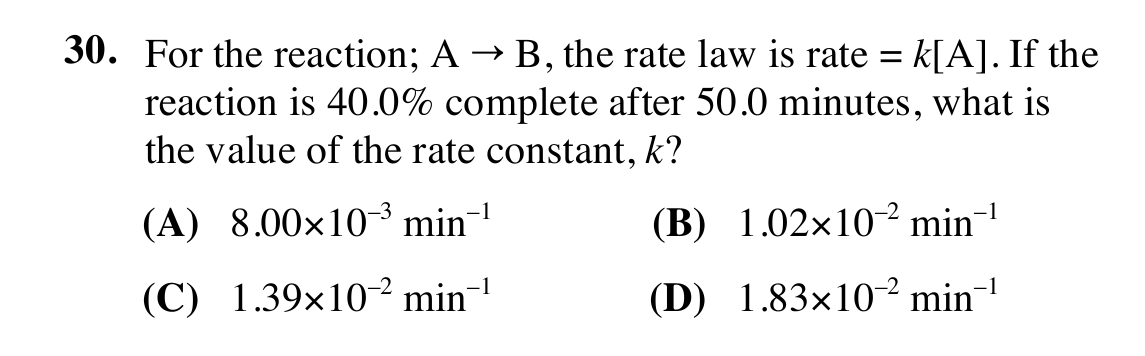 30. For the reaction; A → B, the rate law is rate = k[A]. If the
reaction is 40.0% complete after 50.0 minutes, what is
the value of the rate constant, k?
(A) 8.00×10⁻³ min⁻¹ (B) 1.02×10⁻² min⁻¹
(C) 1.39×10⁻² min⁻¹ (D) 1.83×10⁻² min⁻¹